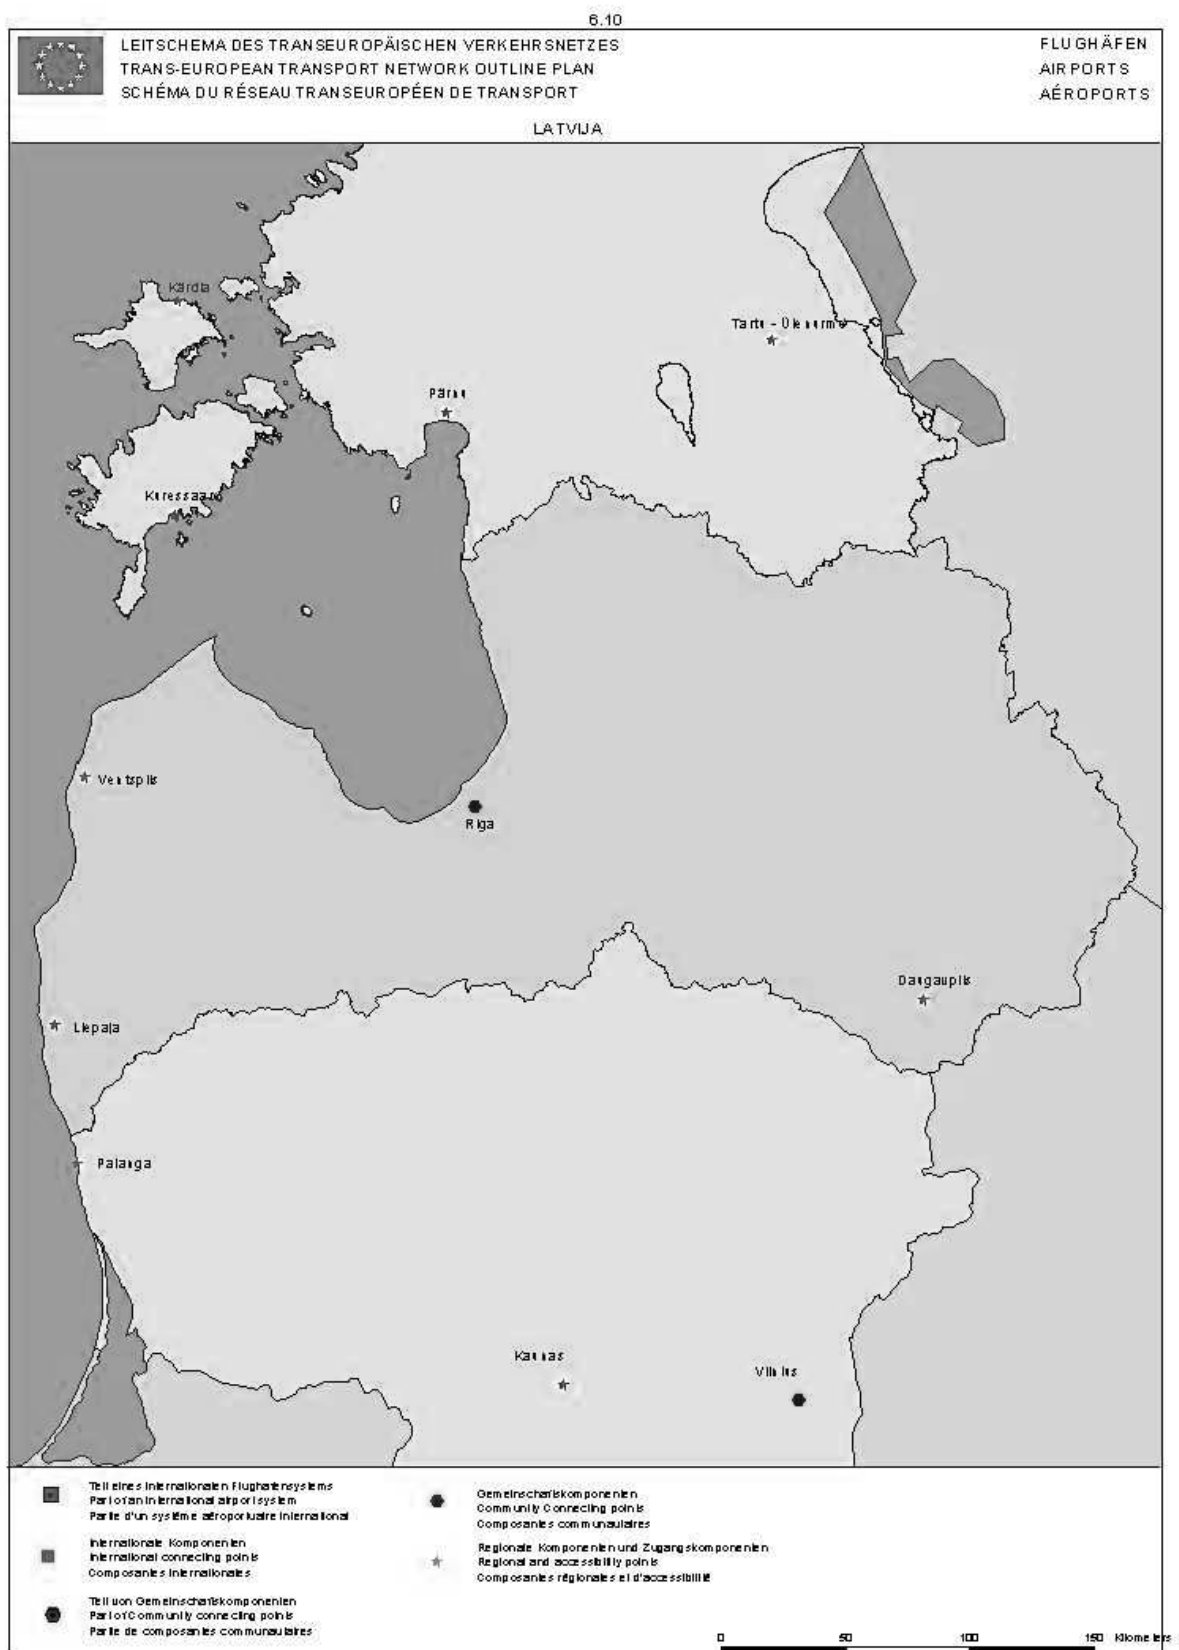 6.10
LEITSCHEMA DES TRANSEUROPÄISCHEN VERKEHRSNETZES
TRANS-EUROPEAN TRANSPORT NETWORK OUTLINE PLAN
SCHÉMA DU RÉSEAU TRANSEUROPÉEN DE TRANSPORT
FLUGHÄFEN
AIRPORTS
AÉROPORTS
LATVIJA
Kärdla
Tartu - Ülenurme
Pärnu
Kuressaare
Ventspils
Riga
Daugavpils
Liepaja
Palanga
Kaunas
Vilnius
Teil eines internationalen Flughafensystems
Part of an international airport system
Partie d'un système aéroportuaire international
Internationale Komponenten
International connecting points
Composantes internationales
Teil von Gemeinschaftskomponenten
Part of Community connecting points
Partie de composantes communautaires
Gemeinschaftskomponenten
Community Connecting points
Composantes communautaires
Regionale Komponenten und Zugangskomponenten
Regional and accessibility points
Composantes régionales et d'accessibilité
0 50 100 150 Kilometers